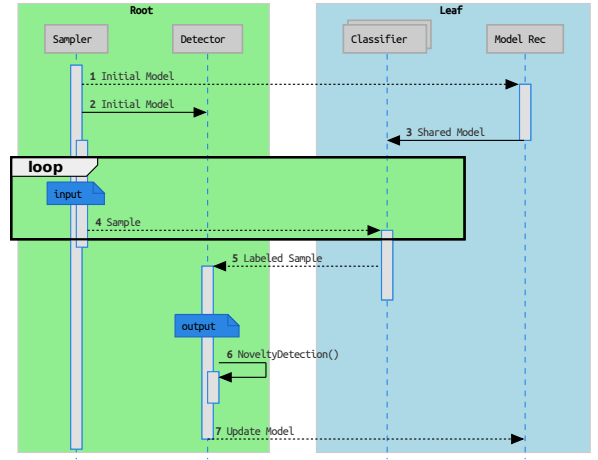 Root
Leaf
Sampler
Detector
Classifier
Model Rec
1 Initial Model
2 Initial Model
3 Shared Model
loop
input
4 Sample
5 Labeled Sample
output
6 NoveltyDetection()
7 Update Model